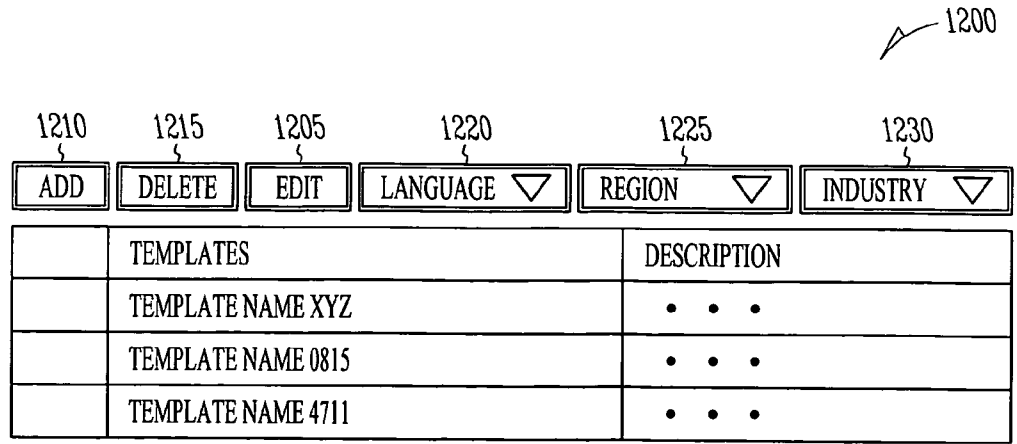 1200
1210 1215 1205 1220 1225 1230
ADD DELETE EDIT LANGUAGE REGION INDUSTRY
TEMPLATES DESCRIPTION
TEMPLATE NAME XYZ • • •
TEMPLATE NAME 0815 • • •
TEMPLATE NAME 4711 • • •